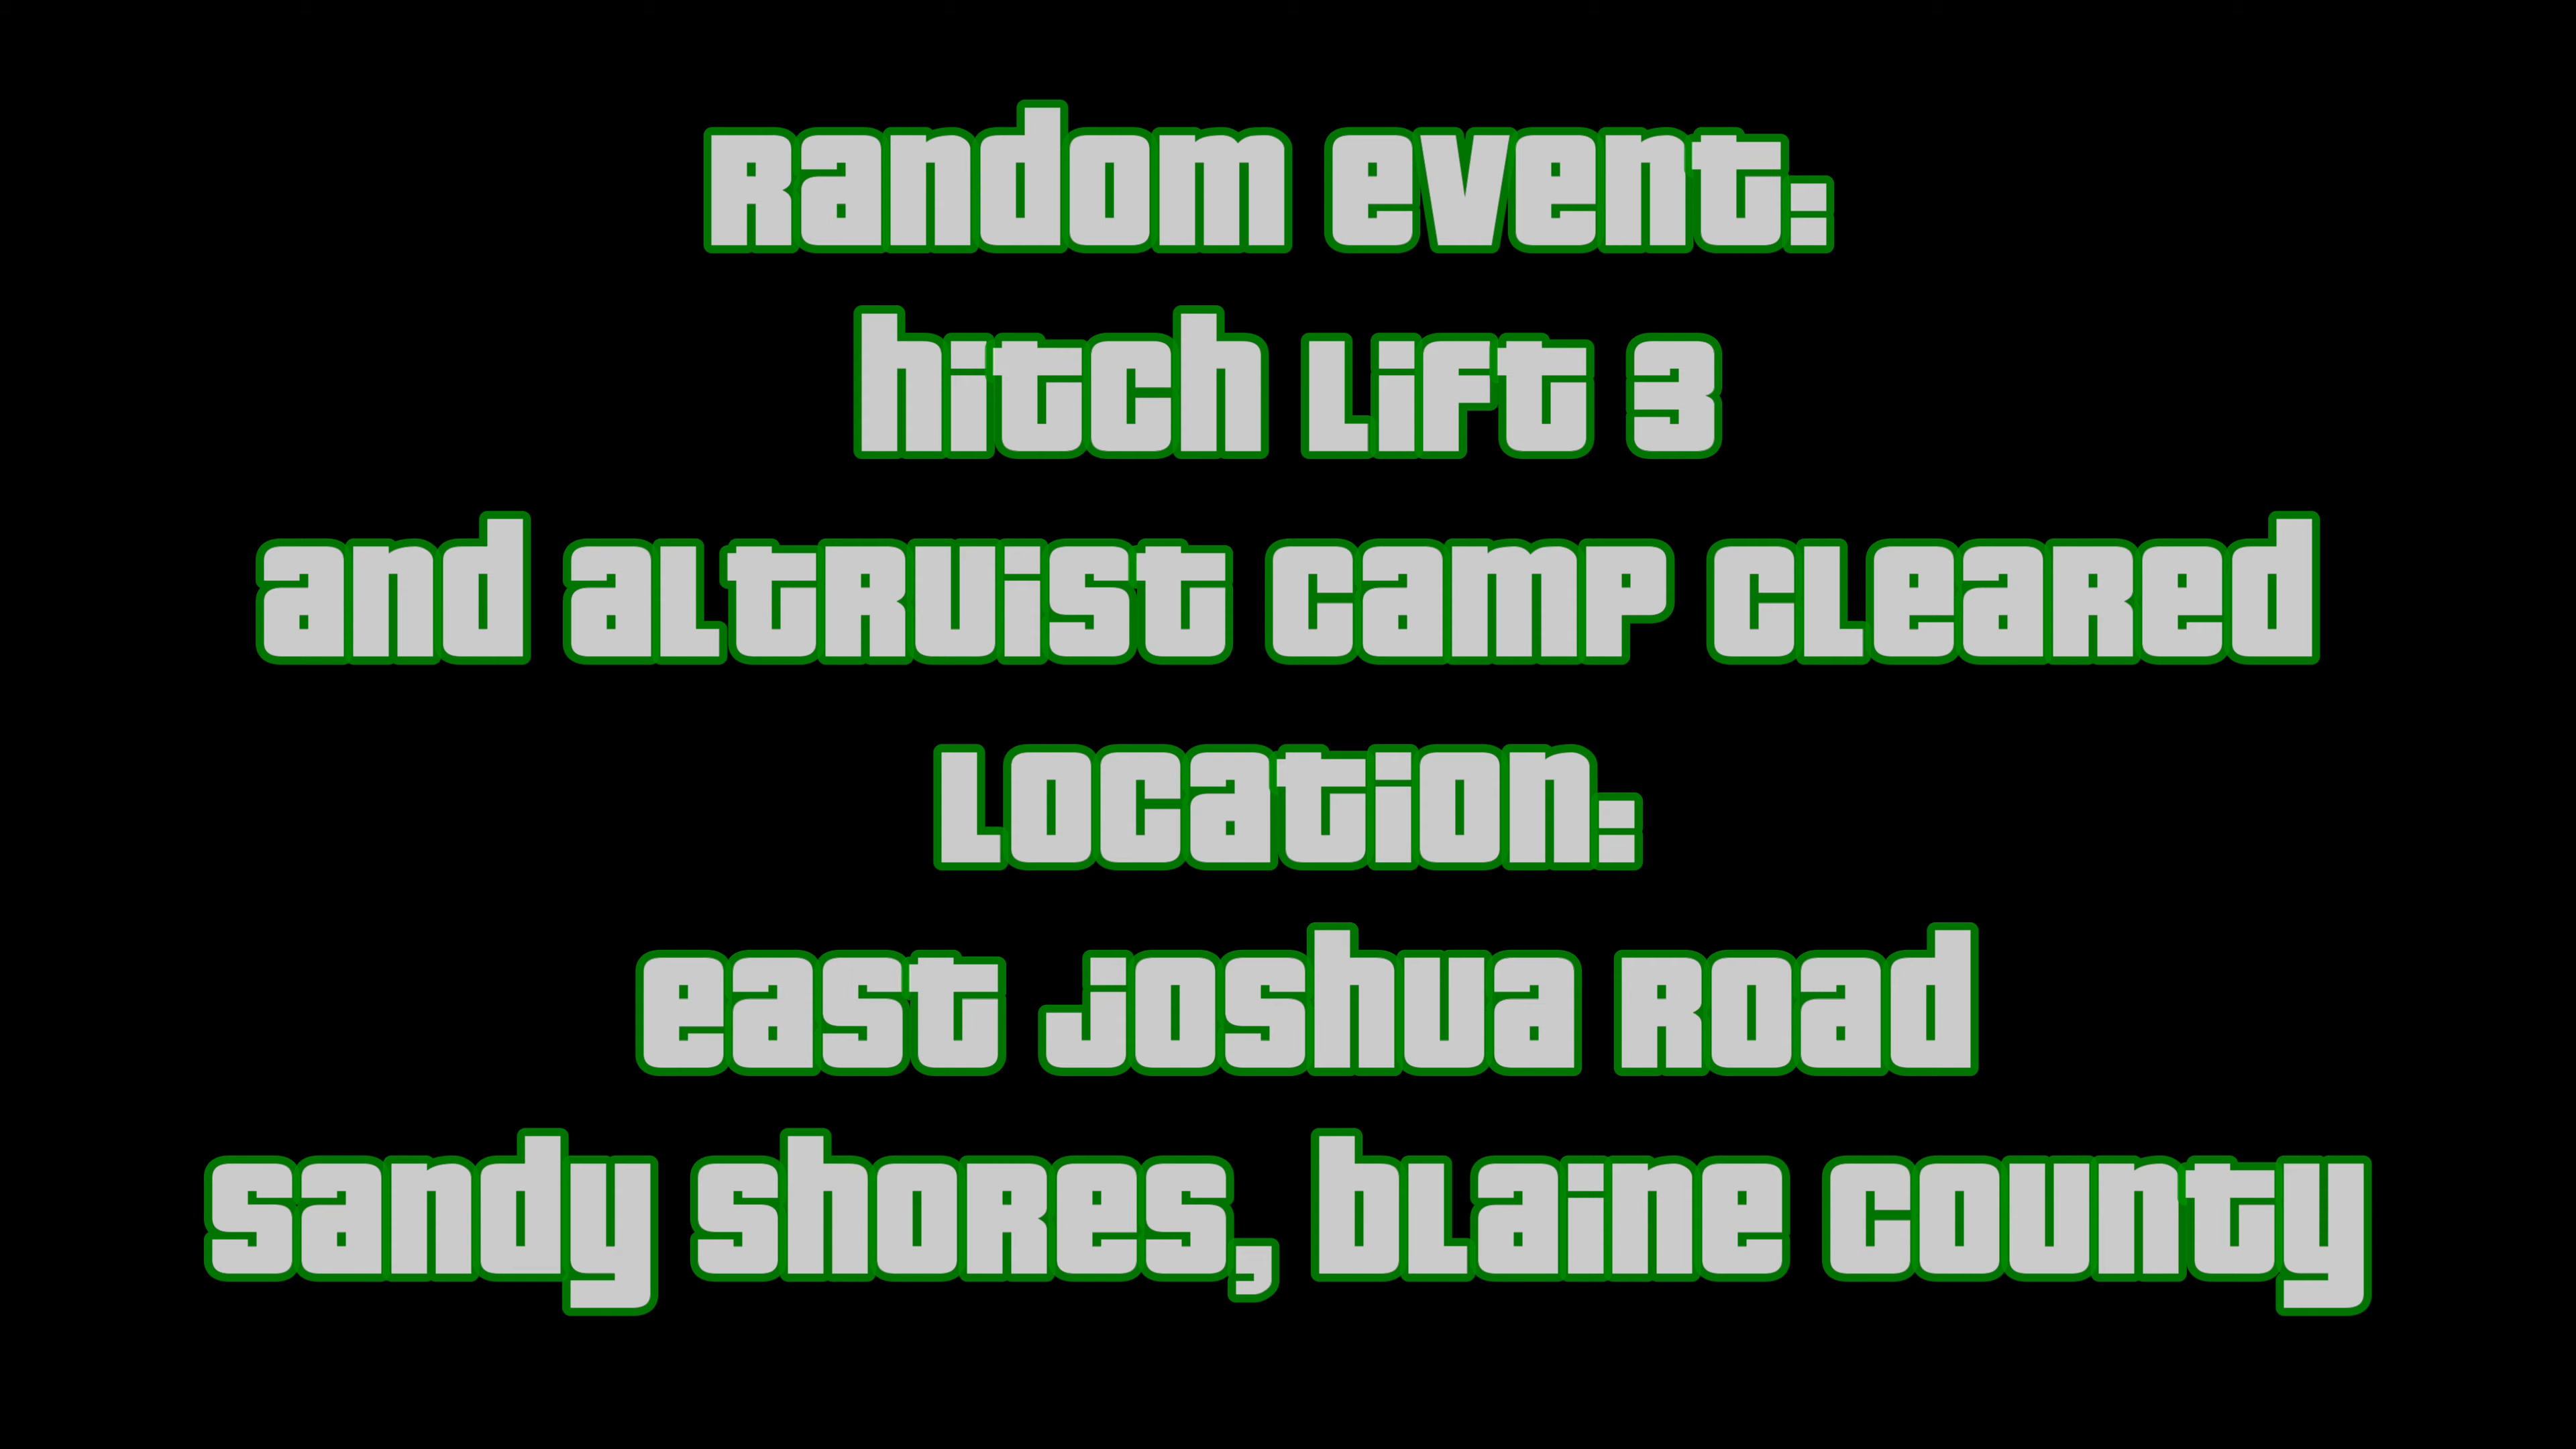 Random Event:
Hitch Lift 3
and Altruist Camp Cleared
Location:
East Joshua Road
Sandy Shores, Blaine County